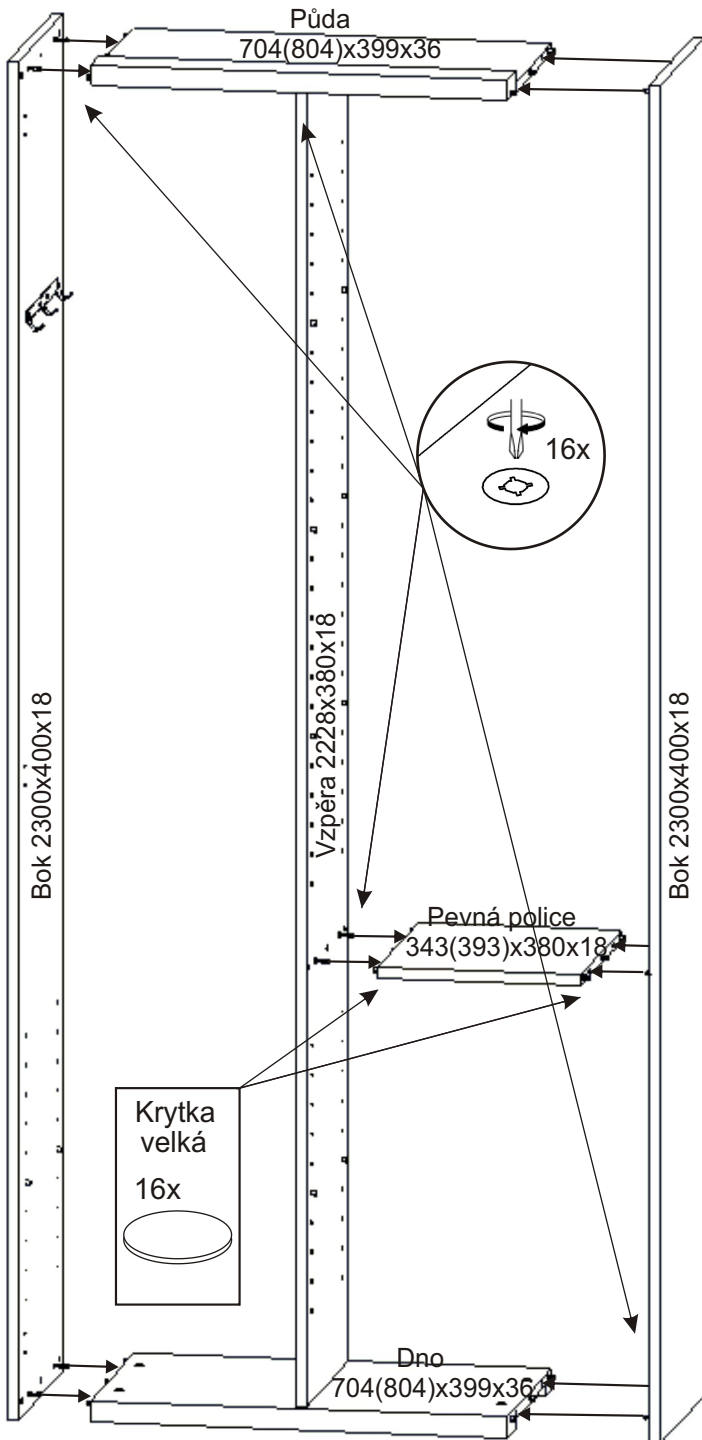 Půda
704(804)x399x36
16x
Vzpěra 2228x380x18
Bok 2300x400x18
Bok 2300x400x18
Pevná police
343(393)x380x18
Krytka
velká
16x
Dno
704(804)x399x36